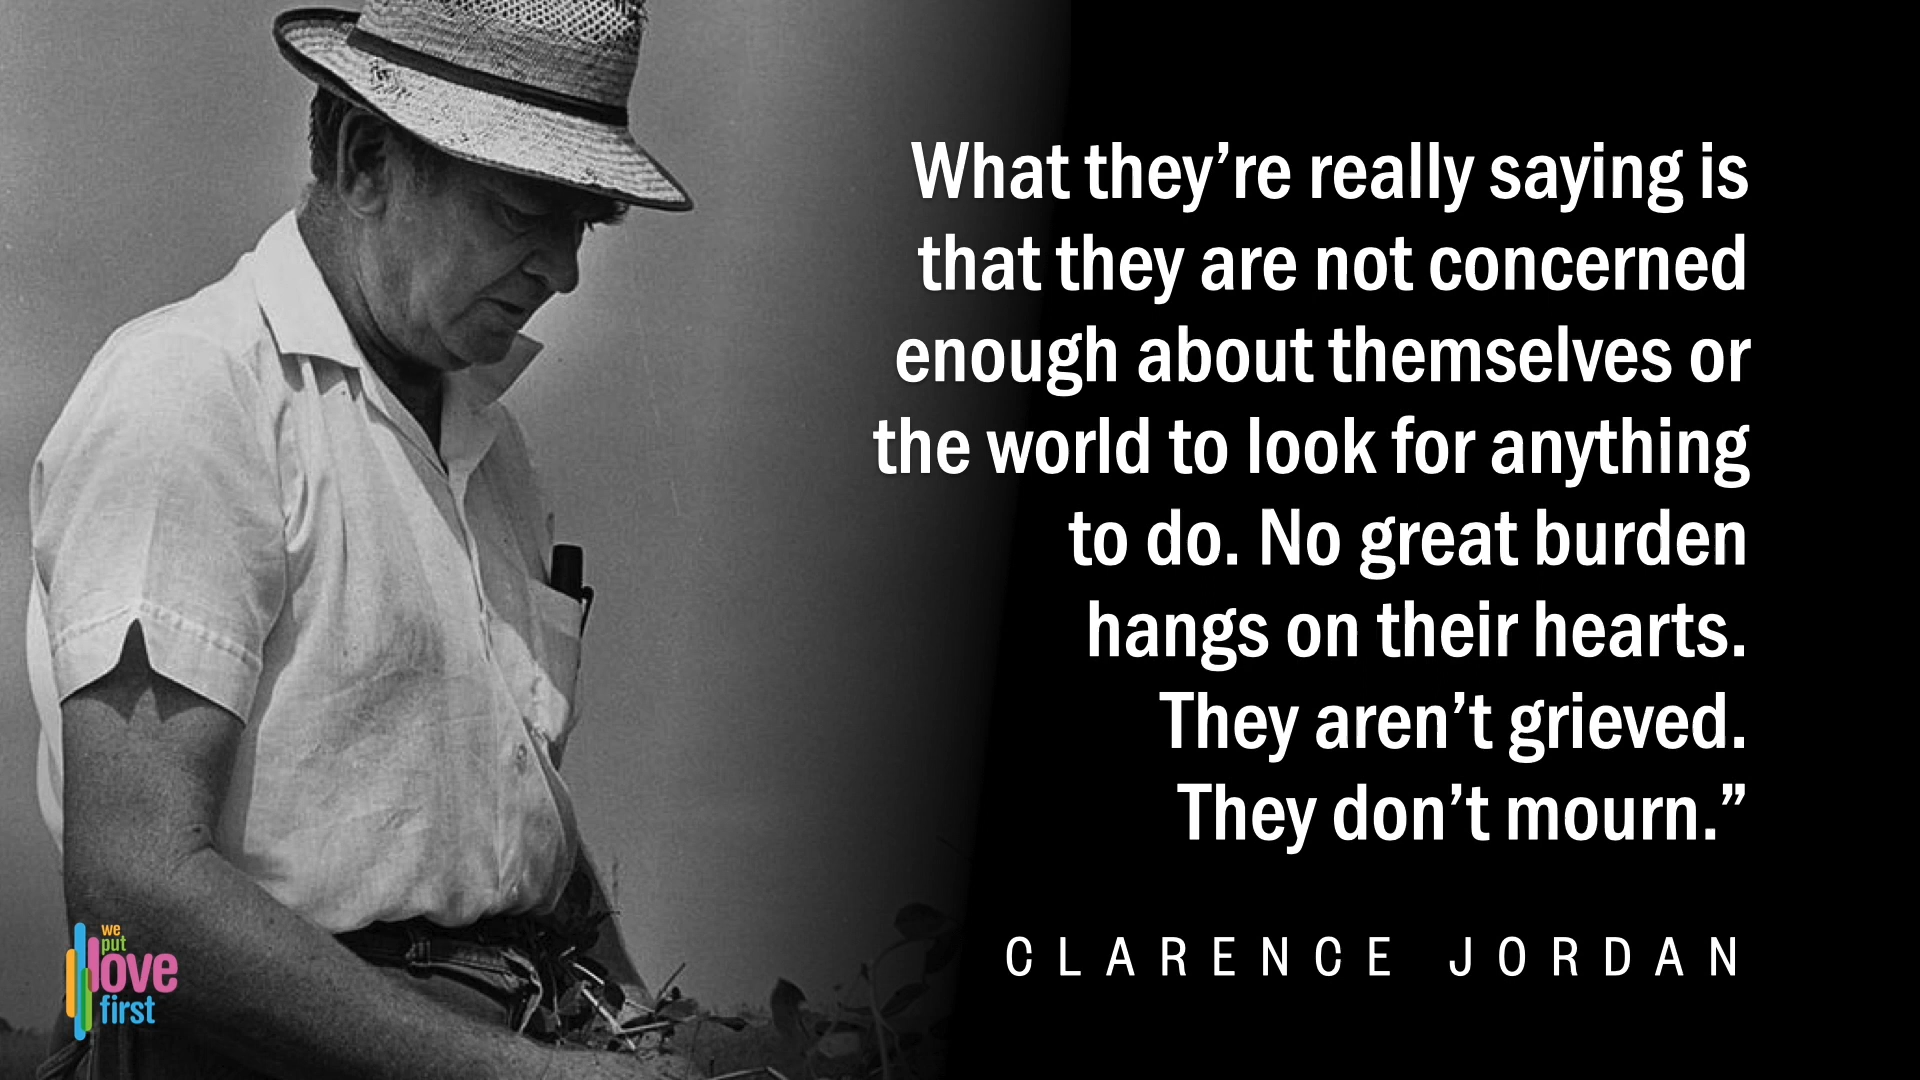 What they’re really saying is
that they are not concerned
enough about themselves or
the world to look for anything
to do. No great burden
hangs on their hearts.
They aren’t grieved.
They don’t mourn.”
CLARENCE JORDAN
we
put
love
first